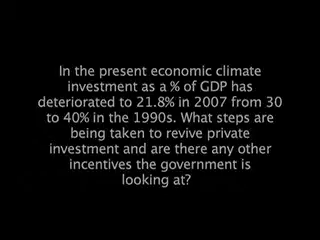 In the present economic climate
investment as a % of GDP has
deteriorated to 21.8% in 2007 from 30
to 40% in the 1990s. What steps are
being taken to revive private
investment and are there any other
incentives the government is
looking at?